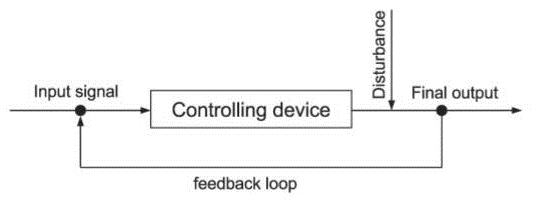 Input signal
Controlling device
Disturbance
Final output
feedback loop